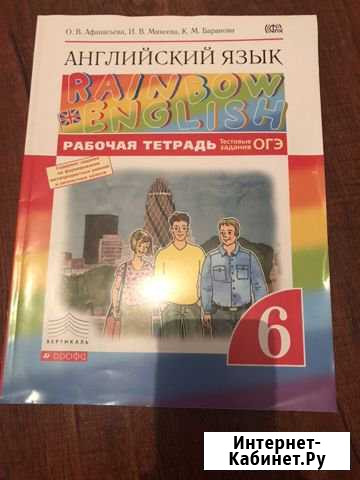 О. В. Афанасьева, И. В. Михеева, К. М. Баранова
АНГЛИЙСКИЙ ЯЗЫК
RAINBOW
ENGLISH
РАБОЧАЯ ТЕТРАДЬ
Тестовые
задания ОГЭ
ВЕРТИКАЛЬ
дрофа
6
Интернет-
Кабинет.Ру